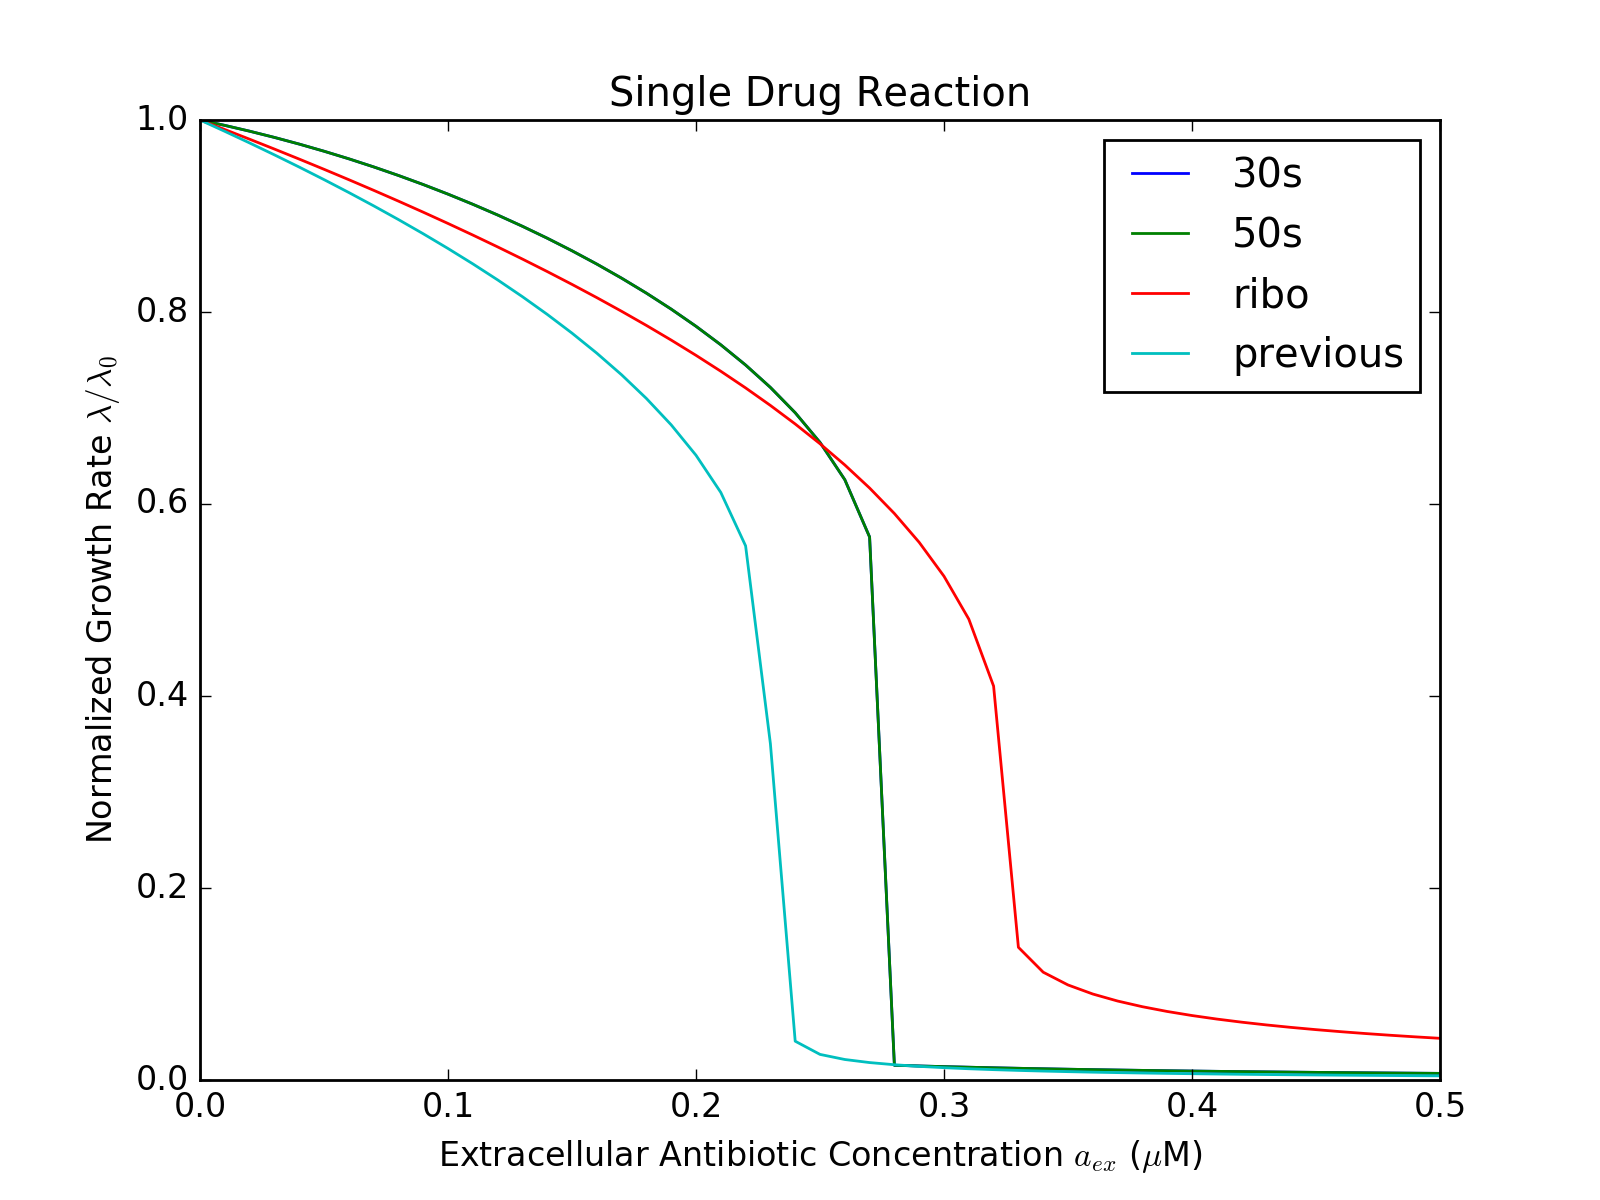 Single Drug Reaction
1.0
0.8
0.6
0.4
0.2
0.0
Normalized Growth Rate λ/λ₀
30s
50s
ribo
previous
0.0 0.1 0.2 0.3 0.4 0.5
Extracellular Antibiotic Concentration aₑₓ (μM)